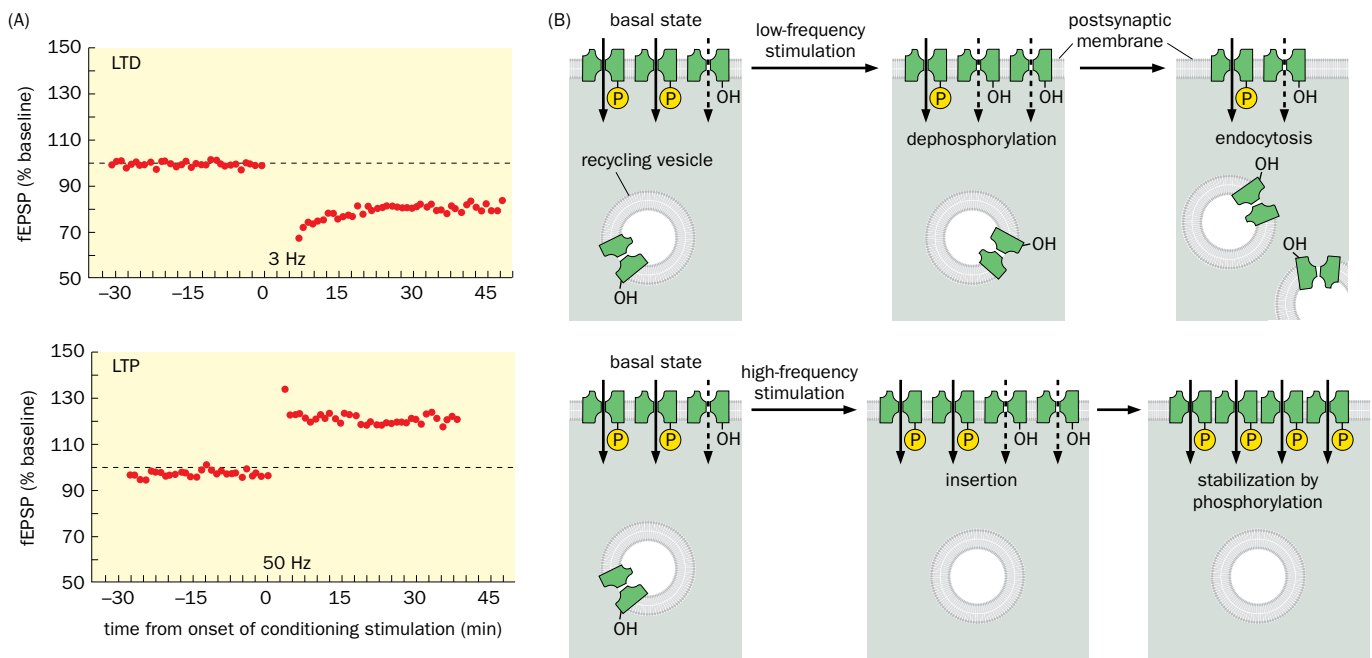 (A)
150
130
110
90
70
50
fEPSP (% baseline)
LTD
3 Hz
–30
–15
0
15
30
45
150
130
110
90
70
50
fEPSP (% baseline)
LTP
50 Hz
–30
–15
0
15
30
45
time from onset of conditioning stimulation (min)
(B)
basal state
low-frequency
stimulation
postsynaptic
membrane
P
P
OH
P
OH
OH
P
OH
recycling vesicle
dephosphorylation
endocytosis
OH
OH
OH
OH
basal state
high-frequency
stimulation
P
P
OH
P
P
OH
OH
P
P
P
P
insertion
stabilization by
phosphorylation
OH